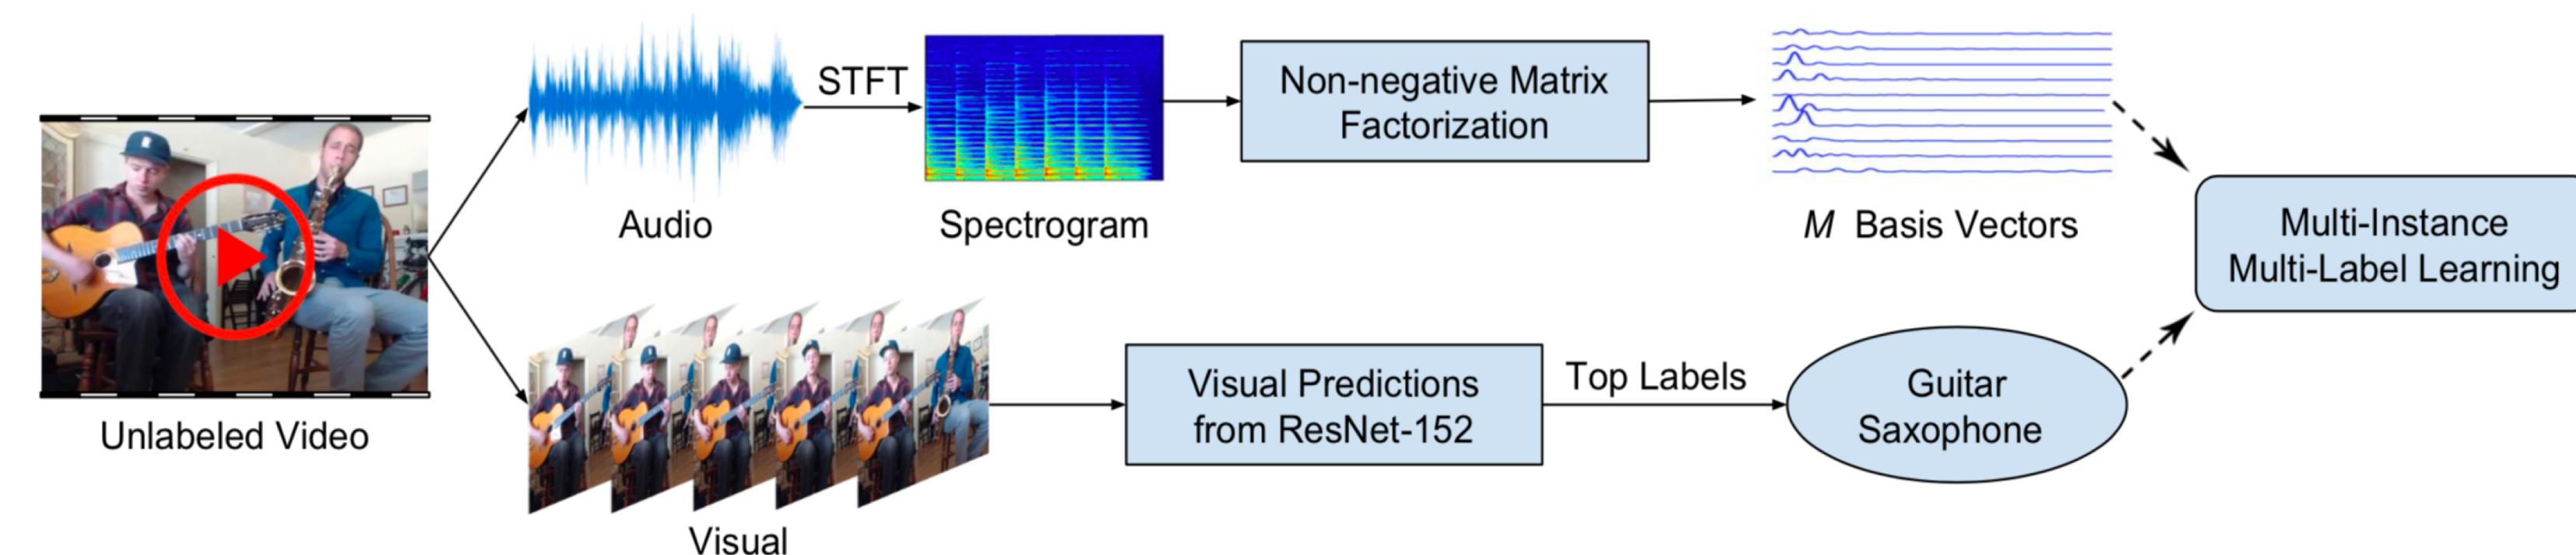 STFT
Non-negative Matrix
Factorization
Audio
Spectrogram
M Basis Vectors
Multi-Instance
Multi-Label Learning
Unlabeled Video
Visual Predictions
from ResNet-152
Top Labels
Guitar
Saxophone
Visual